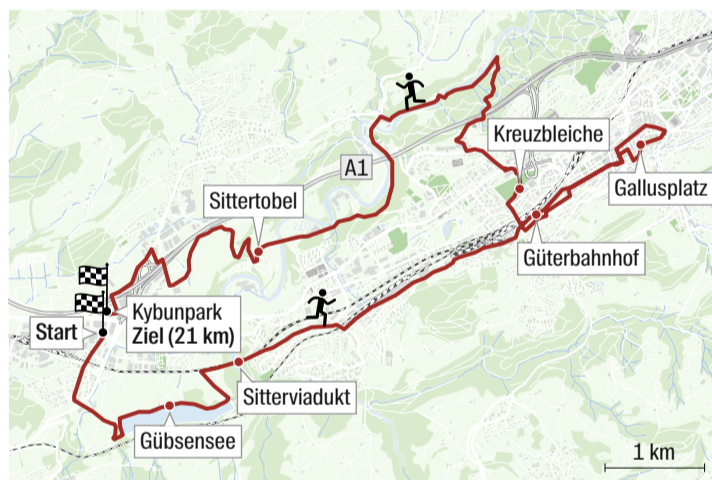 Kreuzbleiche
A1
Gallusplatz
Sittertobel
Güterbahnhof
Kybunpark
Ziel (21 km)
Start
Sitterviadukt
Gübsensee
1 km